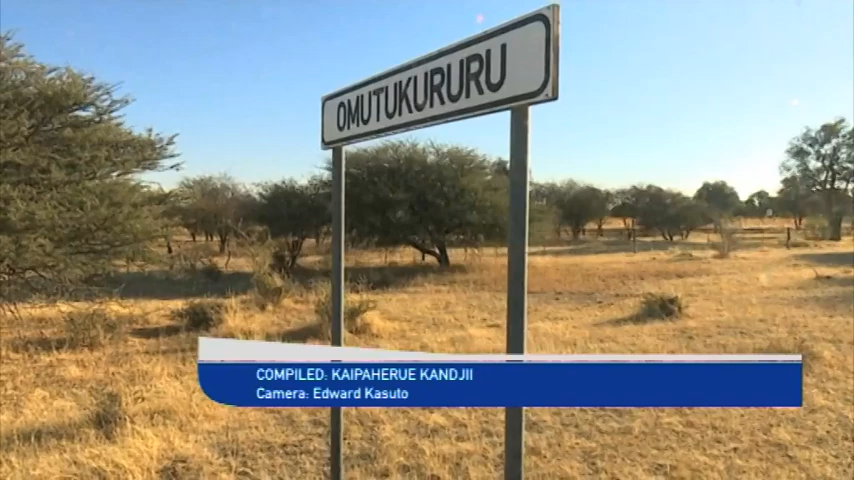 OMUTUKURURU
COMPILED: KAIPAHERUE KANDJII
Camera: Edward Kasuto